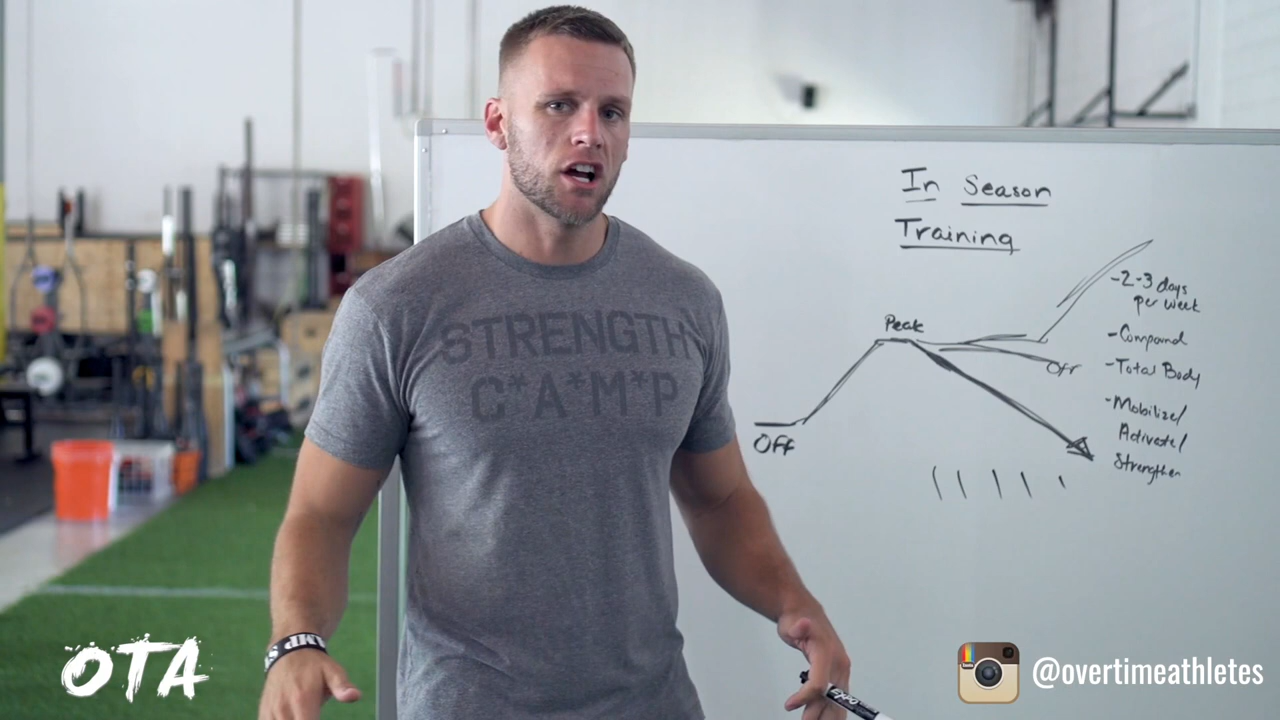 In Season
Training
-2-3 days
per week
Peak
-Compound
Off
-Total Body
-Mobilize/
Activate/
Strengthen
Off
STRENGTH
C*A*M*P
OTA
@overtimeathletes